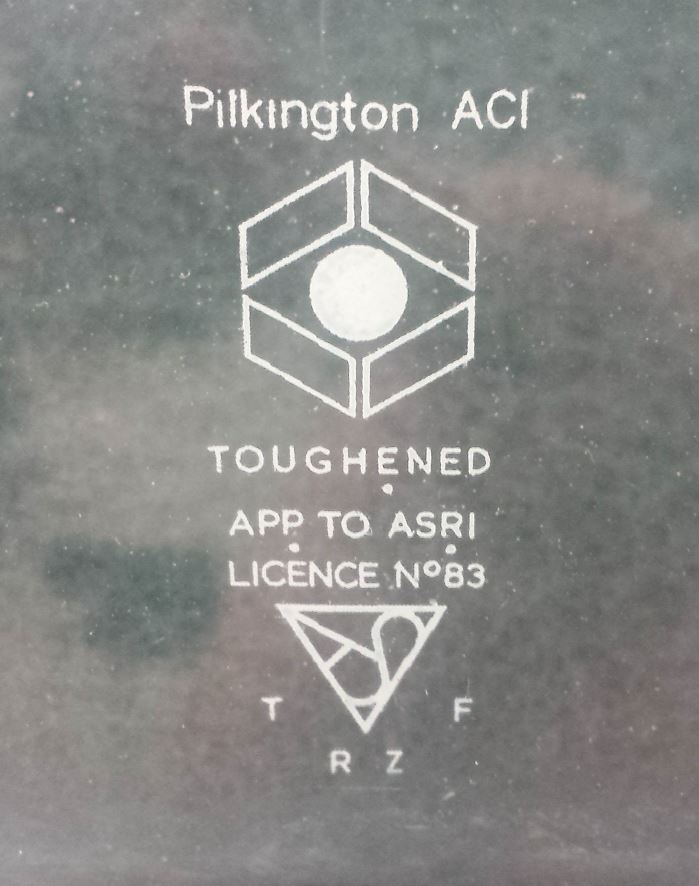 Pilkington ACI
TOUGHENED
APP. TO ASRI
LICENCE Nº83
T F
R Z